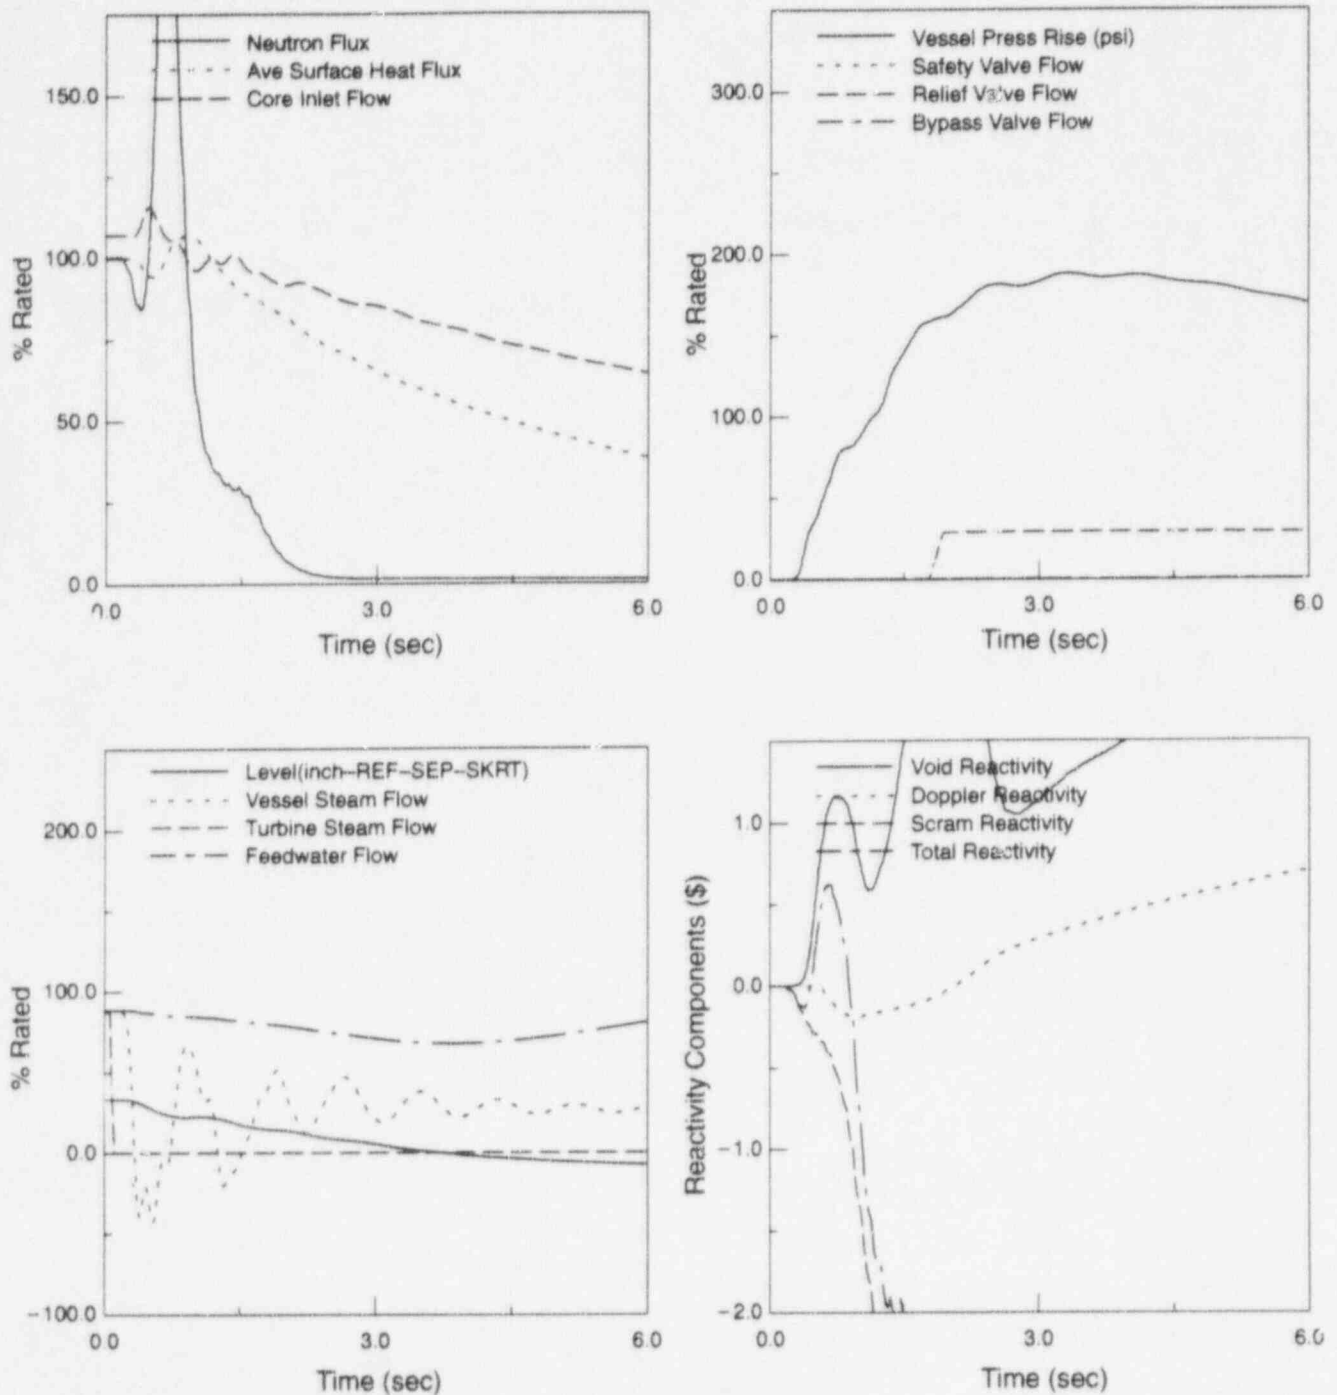 Neutron Flux
Ave Surface Heat Flux
Core Inlet Flow
150.0
100.0
50.0
0.0
% Rated
0.0 3.0 6.0
Time (sec)
Vessel Press Rise (psi)
Safety Valve Flow
Relief Valve Flow
Bypass Valve Flow
300.0
200.0
100.0
0.0
% Rated
0.0 3.0 6.0
Time (sec)
Level(inch-REF-SEP-SKRT)
Vessel Steam Flow
Turbine Steam Flow
Feedwater Flow
200.0
100.0
0.0
-100.0
% Rated
0.0 3.0 6.0
Time (sec)
Void Reactivity
Doppler Reactivity
Scram Reactivity
Total Reactivity
1.0
0.0
-1.0
-2.0
Reactivity Components ($)
0.0 3.0 6.0
Time (sec)